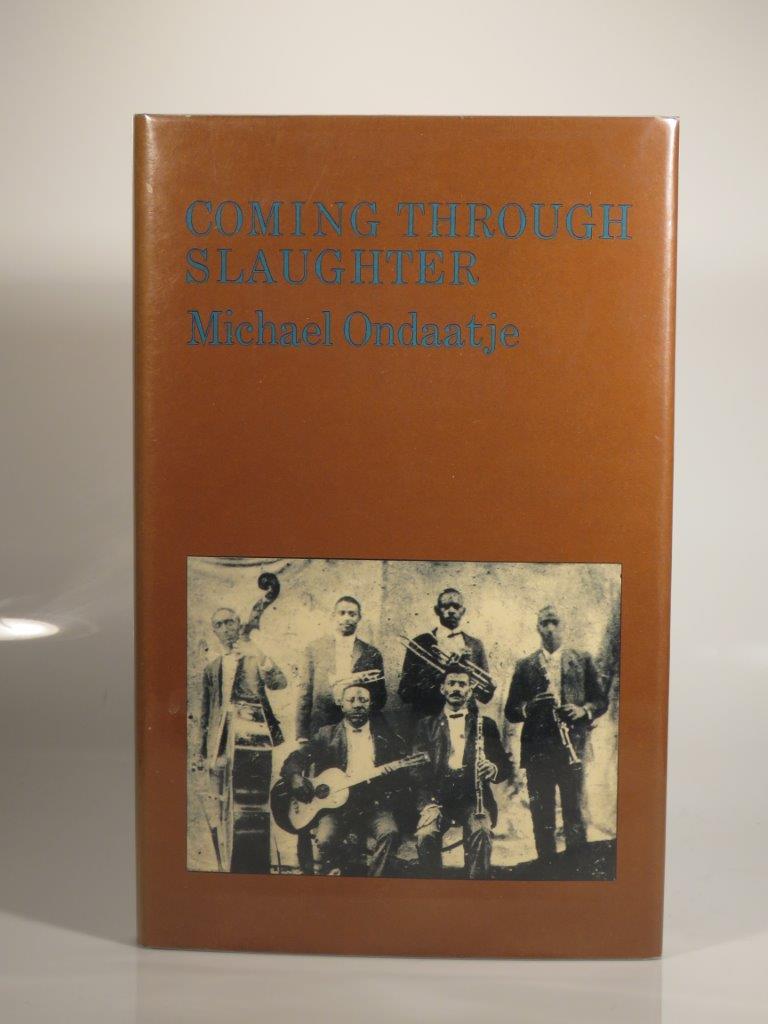 COMING THROUGH
SLAUGHTER
Michael Ondaatje